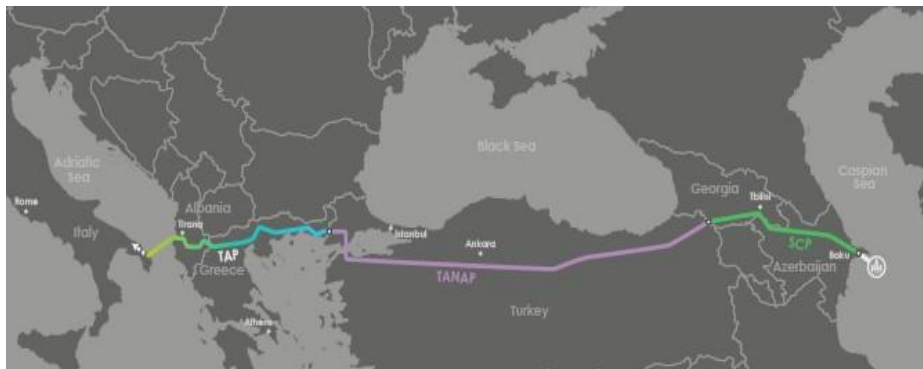 Black Sea
Adriatic
Sea
Caspian
Sea
Rome
Italy
Albania
Tirana
TAP
Greece
Athens
Istanbul
Ankara
TANAP
Turkey
Georgia
Tbilisi
SCP
Azerbaijan
Baku